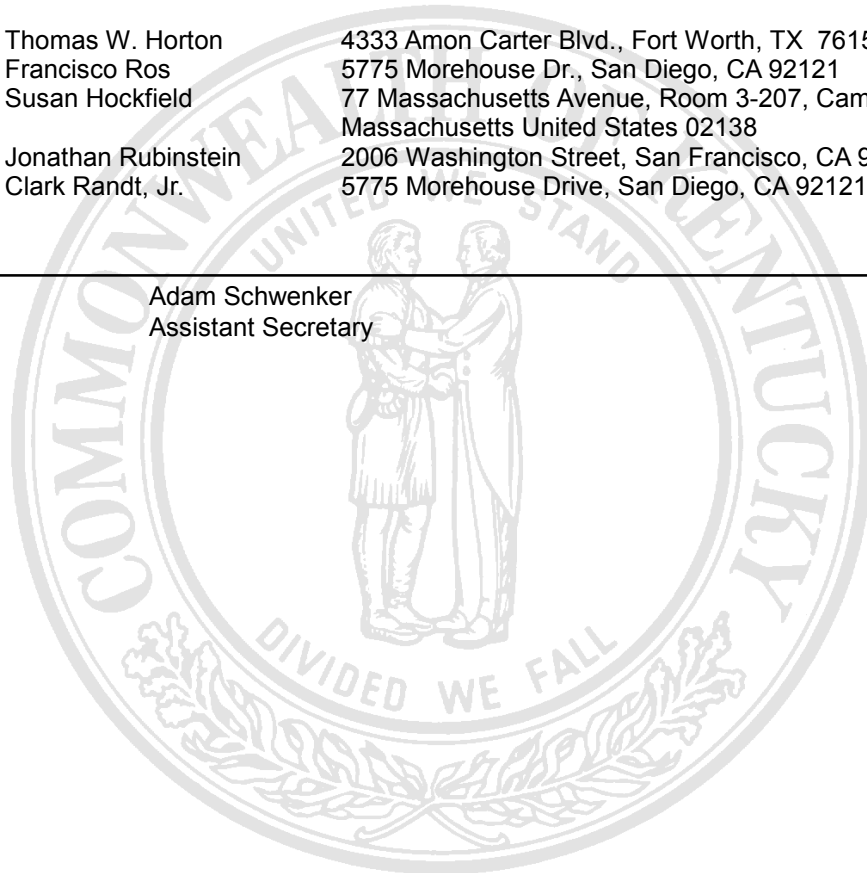 Thomas W. Horton 4333 Amon Carter Blvd., Fort Worth, TX 7615
Francisco Ros 5775 Morehouse Dr., San Diego, CA 92121
Susan Hockfield 77 Massachusetts Avenue, Room 3-207, Cam
Massachusetts United States 02138
Jonathan Rubinstein 2006 Washington Street, San Francisco, CA 9
Clark Randt, Jr. 5775 Morehouse Drive, San Diego, CA 92121
Adam Schwenker
Assistant Secretary
COMMONWEALTH OF KENTUCKY
UNITED WE STAND
DIVIDED WE FALL